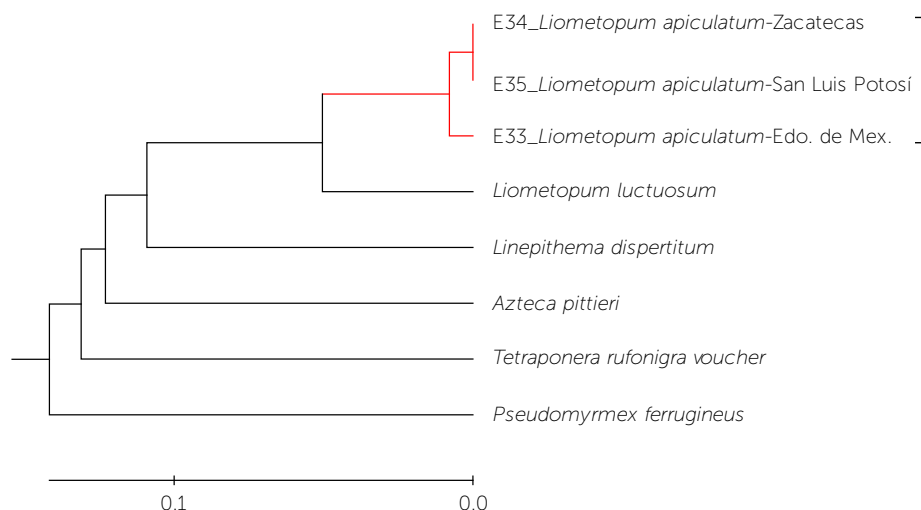 E34_Liometopum apiculatum-Zacatecas
E35_Liometopum apiculatum-San Luis Potosí
E33_Liometopum apiculatum-Edo. de Mex.
Liometopum luctuosum
Linepithema dispertitum
Azteca pittieri
Tetraponera rufonigra voucher
Pseudomyrmex ferrugineus
0.1 0.0